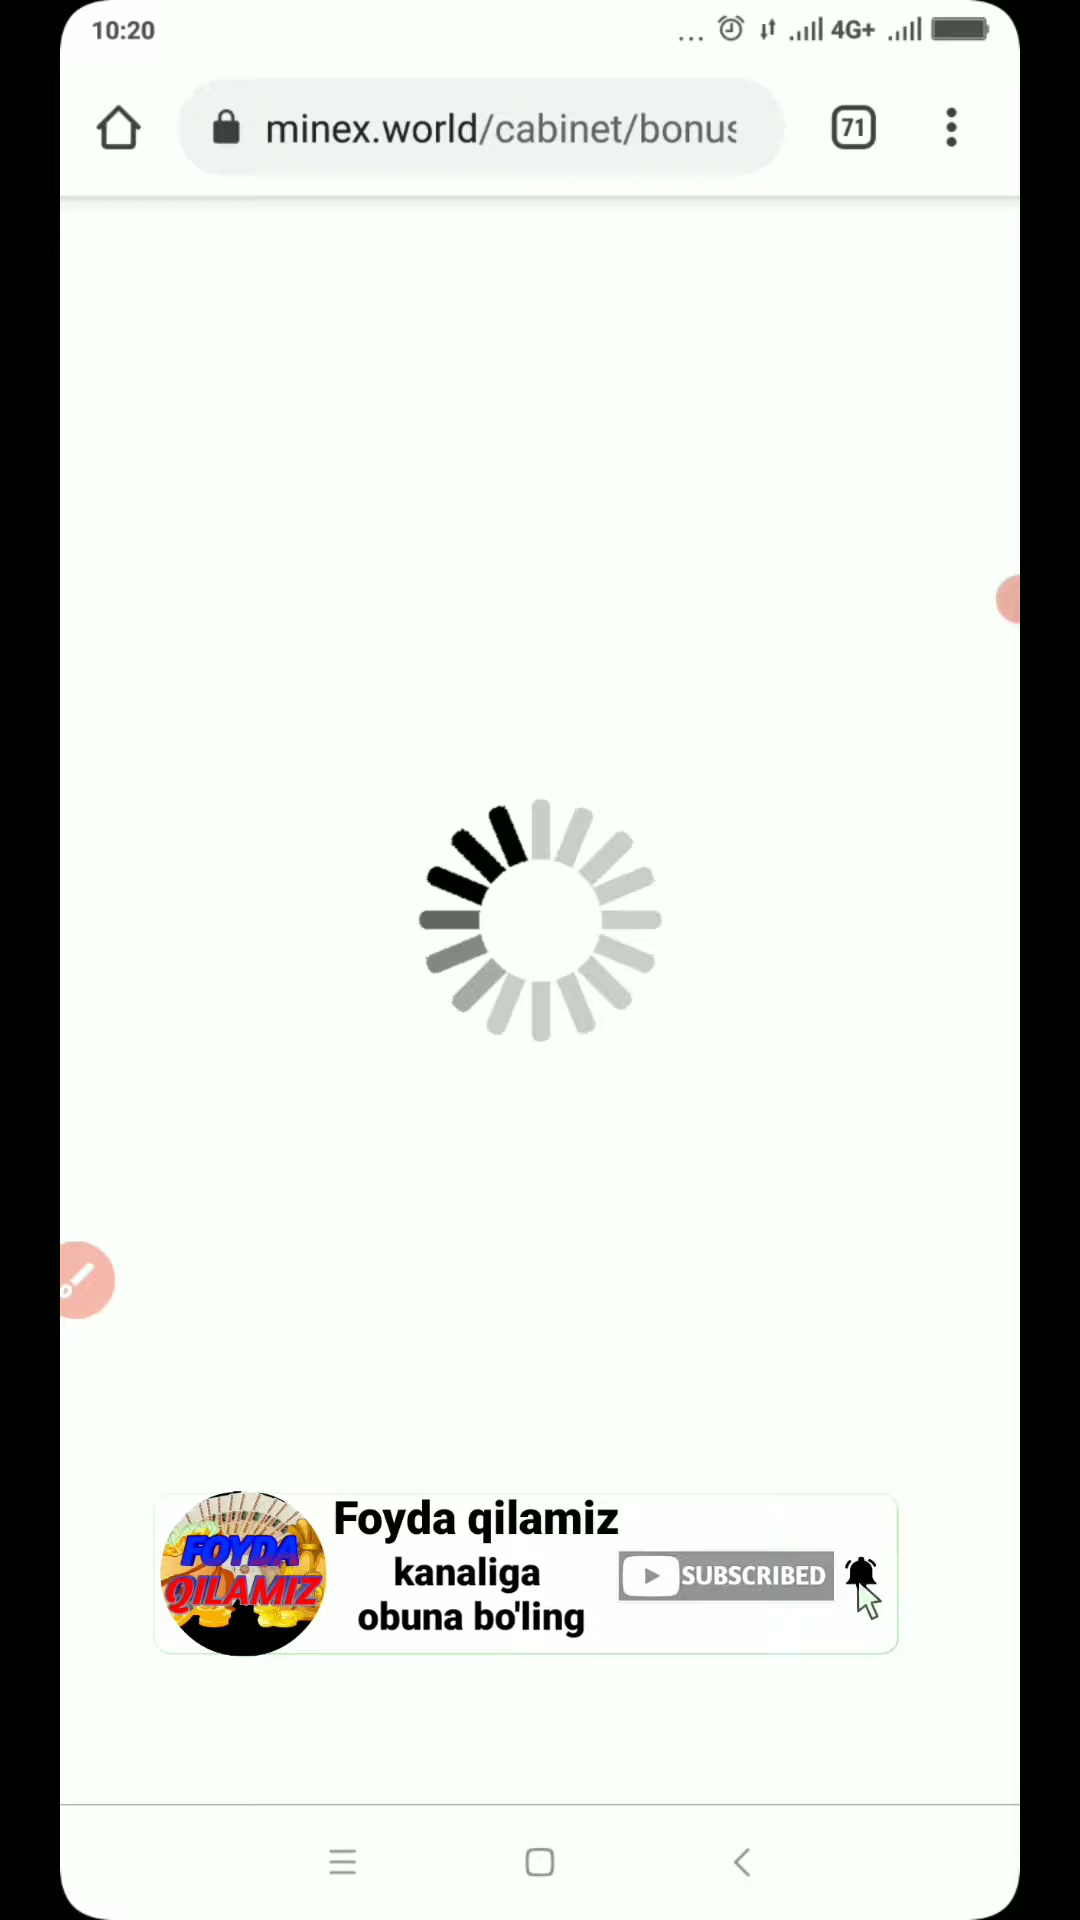 10:20
... 4G+
minex.world/cabinet/bonus
71
FOYDA
QILAMIZ
Foyda qilamiz
kanaliga
obuna bo'ling
SUBSCRIBED